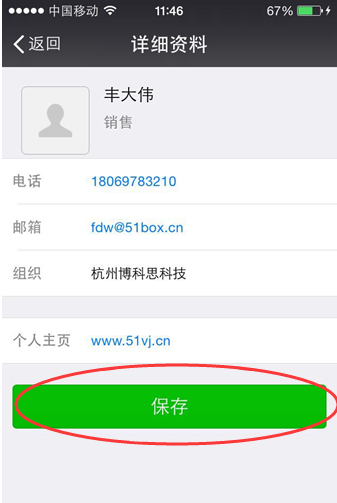 中国移动 11:46 67%
返回 详细资料
丰大伟
销售
电话 18069783210
邮箱 fdw@51box.cn
组织 杭州博科思科技
个人主页 www.51vj.cn
保存